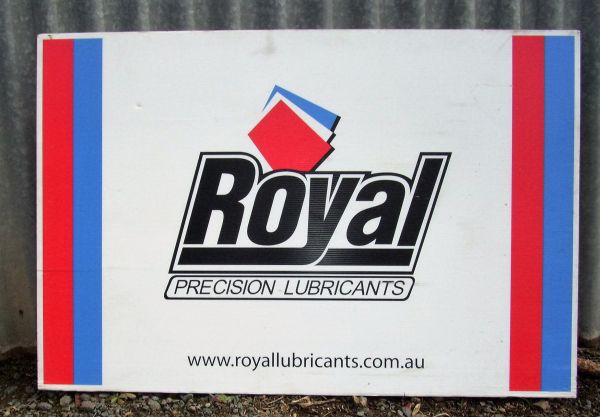 Royal
PRECISION LUBRICANTS
www.royallubricants.com.au